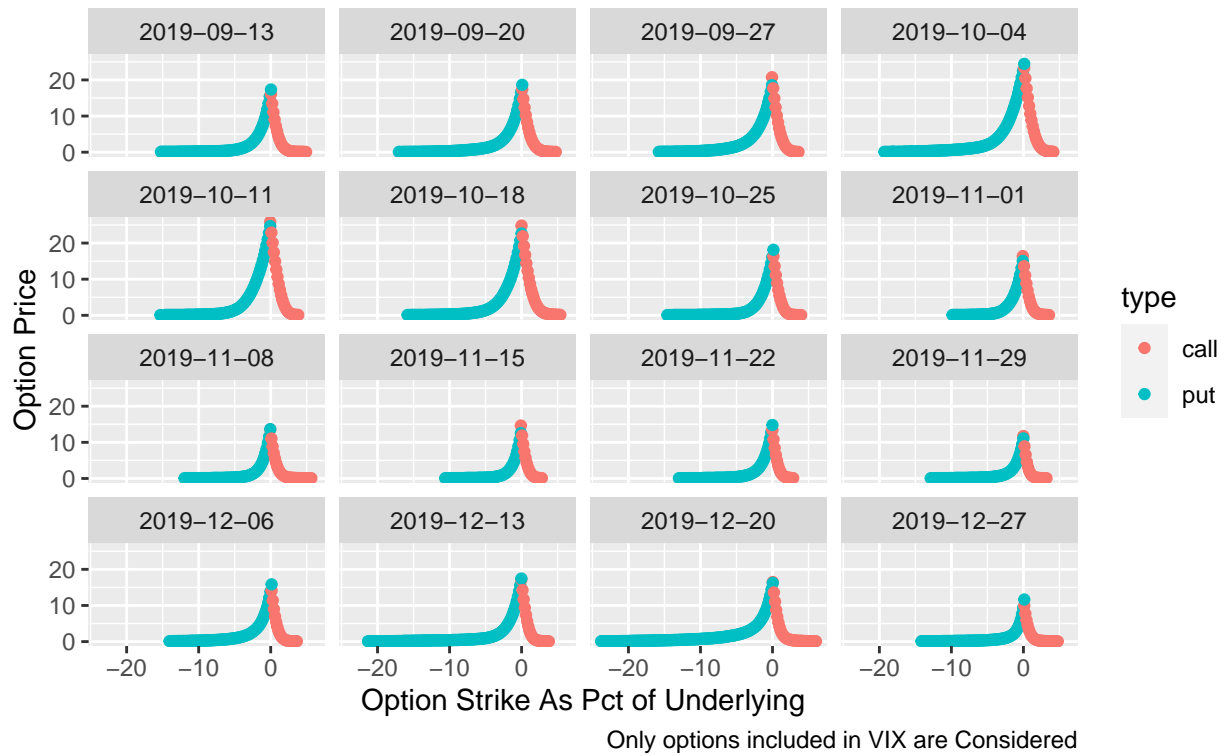 2019−09−13 2019−09−20 2019−09−27 2019−10−04
20
10
0
2019−10−11 2019−10−18 2019−10−25 2019−11−01
20
10
0
2019−11−08 2019−11−15 2019−11−22 2019−11−29
20
10
0
2019−12−06 2019−12−13 2019−12−20 2019−12−27
20
10
0
−20 −10 0 −20 −10 0 −20 −10 0 −20 −10 0
Option Price
Option Strike As Pct of Underlying
Only options included in VIX are Considered
type
call
put